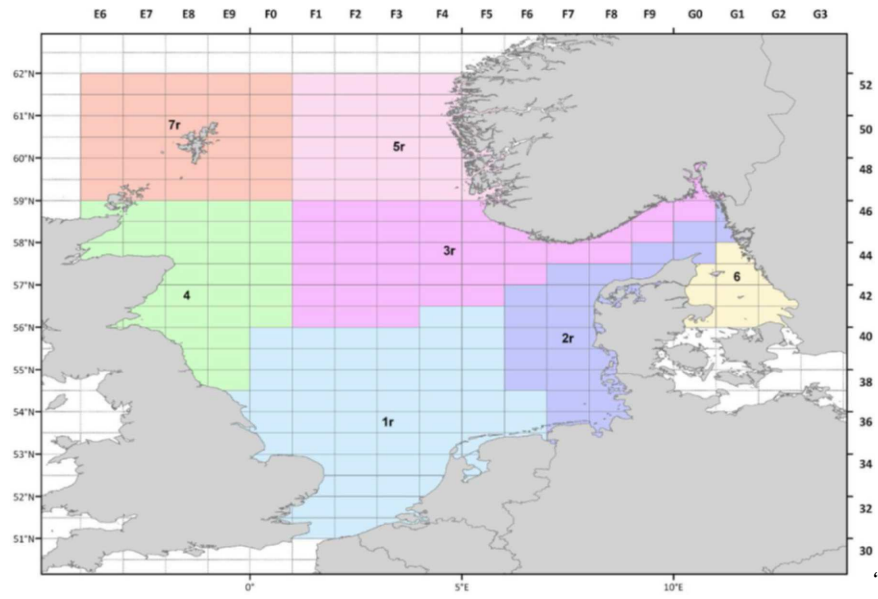 E6 E7 E8 E9 F0 F1 F2 F3 F4 F5 F6 F7 F8 F9 G0 G1 G2 G3
62°N 52
61°N
7r 50
5r
60°N 48
59°N 46
58°N 3r 44
6
57°N 4 42
56°N 2r 40
55°N 38
54°N 1r 36
53°N 34
52°N 32
51°N 30
0° 5°E 10°E
‘